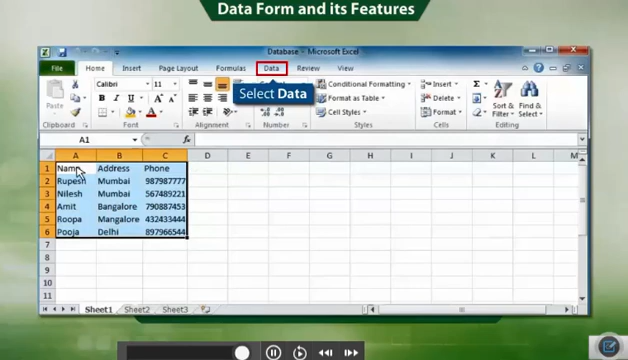 Data Form and its Features
Database - Microsoft Excel
File Home Insert Page Layout Formulas Data Review View
Select Data
Paste
Calibri 11
B I U A
Conditional Formatting
Format as Table
Cell Styles
Insert
Delete
Format
Σ
Sort & Filter
Find & Select
Clipboard Font Alignment Number Styles Cells Editing
A1 fx
A B C D E F G H I J K L M
1 Name Address Phone
2 Rupesh Mumbai 987987777
3 Nilesh Mumbai 567489221
4 Amit Bangalore 790887453
5 Roopa Mangalore 432433444
6 Pooja Delhi 897966544
7
8
9
10
11
Sheet1 Sheet2 Sheet3